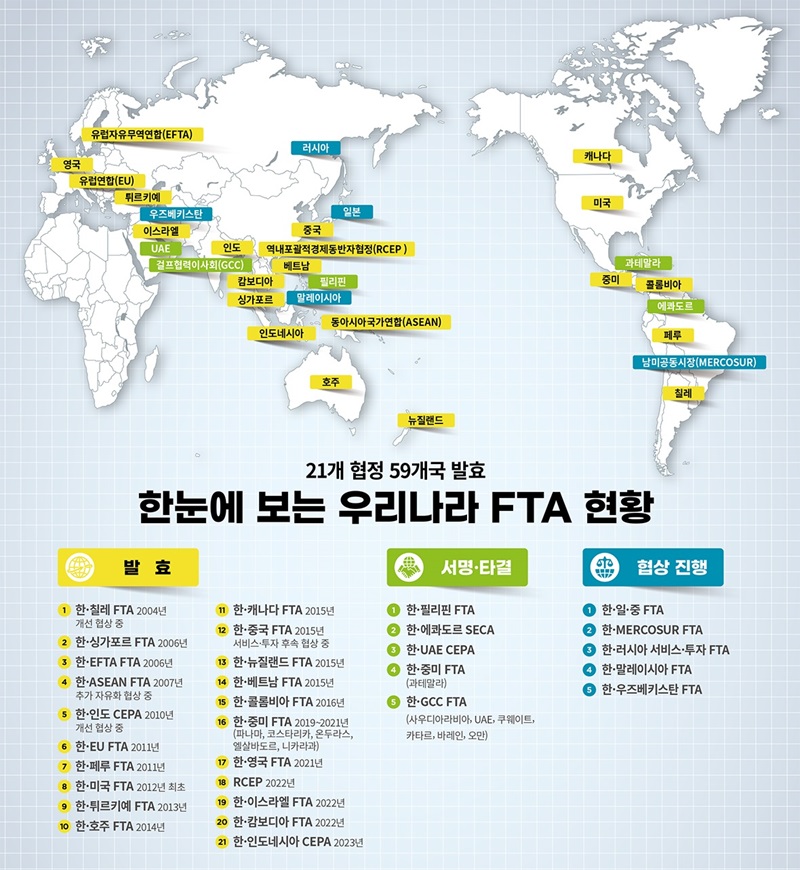 유럽자유무역연합(EFTA)
러시아
캐나다
영국
유럽연합(EU)
튀르키예
미국
우즈베키스탄
일본
이스라엘
중국
UAE
인도
역내포괄적경제동반자협정(RCEP )
걸프협력이사회(GCC)
베트남
과테말라
캄보디아
필리핀
중미
콜롬비아
싱가포르
말레이시아
에콰도르
동아시아국가연합(ASEAN)
인도네시아
페루
남미공동시장(MERCOSUR)
호주
칠레
뉴질랜드
21개 협정 59개국 발효
한눈에 보는 우리나라 FTA 현황
발 효
1 한·칠레 FTA 2004년
개선 협상 중
2 한·싱가포르 FTA 2006년
3 한·EFTA FTA 2006년
4 한·ASEAN FTA 2007년
추가 자유화 협상 중
5 한·인도 CEPA 2010년
개선 협상 중
6 한·EU FTA 2011년
7 한·페루 FTA 2011년
8 한·미국 FTA 2012년 최초
9 한·튀르키예 FTA 2013년
10 한·호주 FTA 2014년
11 한·캐나다 FTA 2015년
12 한·중국 FTA 2015년
서비스·투자 후속 협상 중
13 한·뉴질랜드 FTA 2015년
14 한·베트남 FTA 2015년
15 한·콜롬비아 FTA 2016년
16 한·중미 FTA 2019~2021년
(파나마, 코스타리카, 온두라스,
엘살바도르, 니카라과)
17 한·영국 FTA 2021년
18 RCEP 2022년
19 한·이스라엘 FTA 2022년
20 한·캄보디아 FTA 2022년
21 한·인도네시아 CEPA 2023년
서명·타결
1 한·필리핀 FTA
2 한·에콰도르 SECA
3 한·UAE CEPA
4 한·중미 FTA
(과테말라)
5 한·GCC FTA
(사우디아라비아, UAE, 쿠웨이트,
카타르, 바레인, 오만)
협상 진행
1 한·일·중 FTA
2 한·MERCOSUR FTA
3 한·러시아 서비스·투자 FTA
4 한·말레이시아 FTA
5 한·우즈베키스탄 FTA